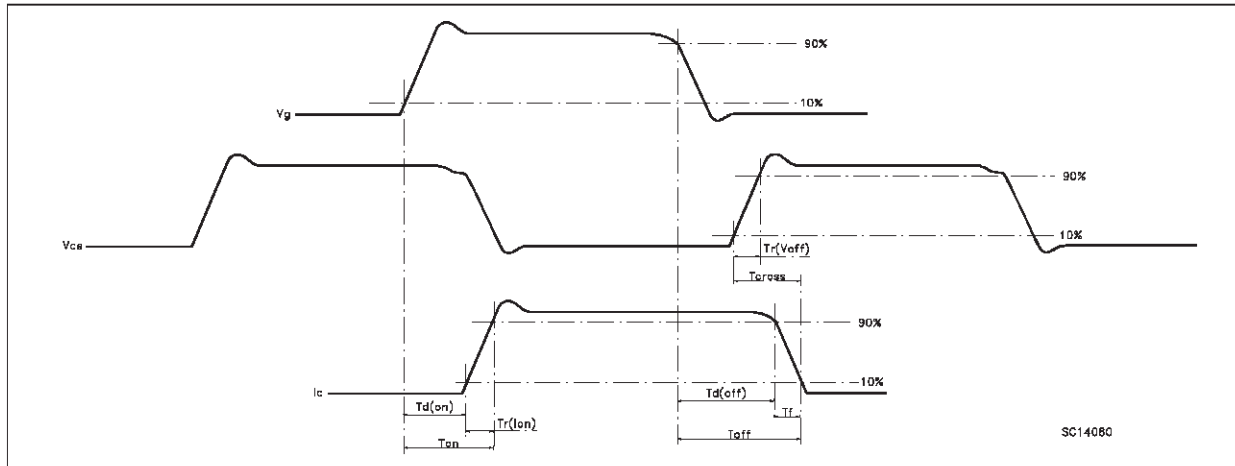 90%
10%
Vg
90%
Vce
10%
Tr(Voff)
Tcross
90%
Ic
10%
Td(on)
Td(off)
Tr(Ion)
Tf
Ton
Toff
SC14060